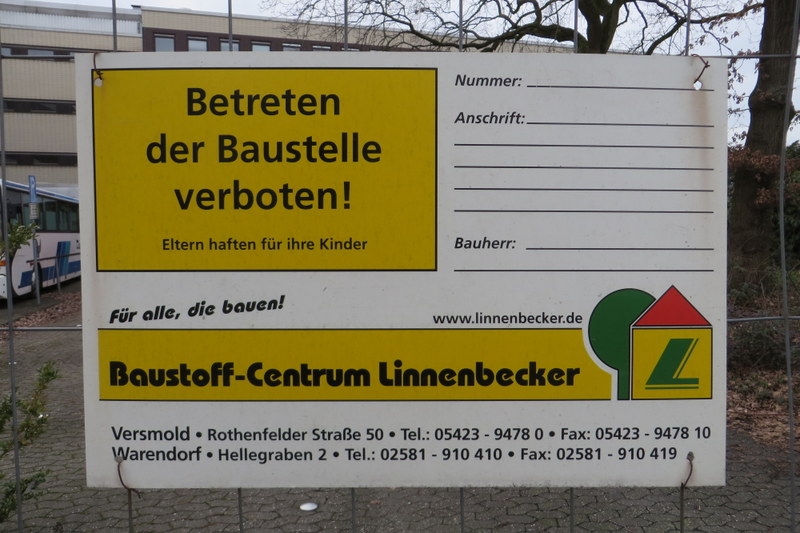 Betreten
der Baustelle
verboten!
Eltern haften für ihre Kinder
Nummer:
Anschrift:
Bauherr:
Für alle, die bauen!
www.linnenbecker.de
Baustoff-Centrum Linnenbecker
L
Versmold • Rothenfelder Straße 50 • Tel.: 05423 - 9478 0 • Fax: 05423 - 9478 10
Warendorf • Hellegraben 2 • Tel.: 02581 - 910 410 • Fax: 02581 - 910 419